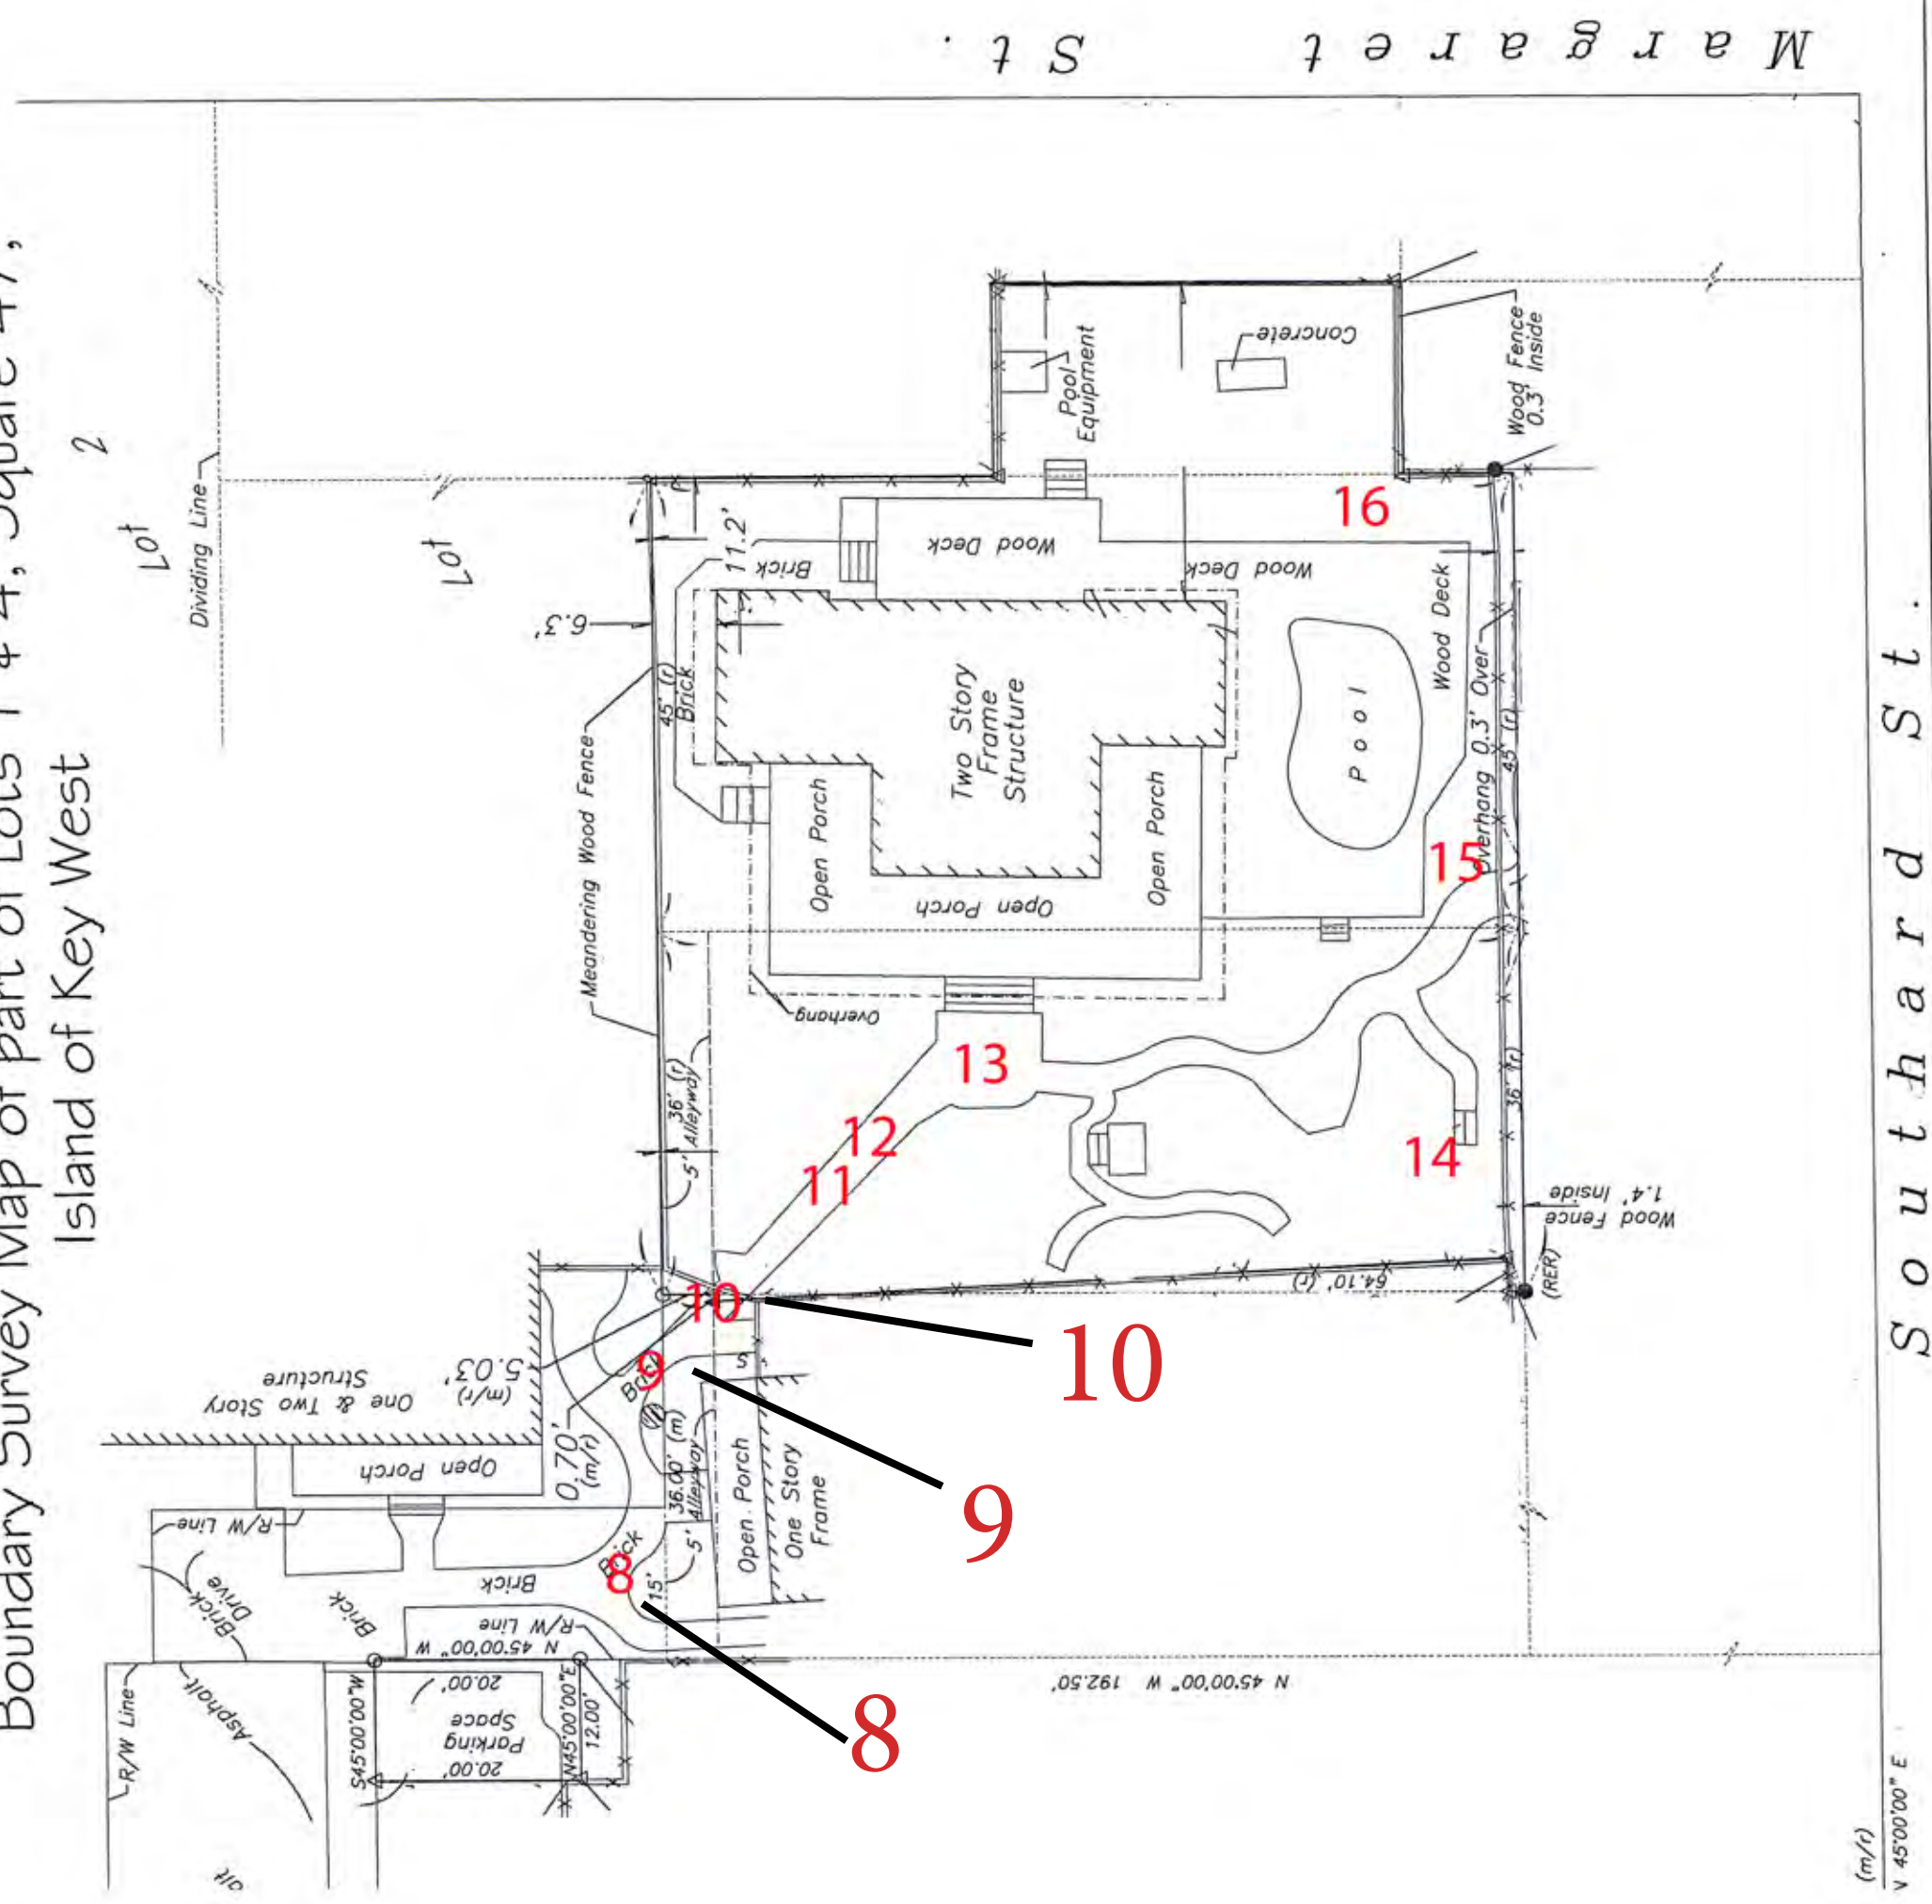 Boundary Survey Map of part of Lots 1 & 4, Square 47,
Island of Key West
Margaret St.
Southard St.
Lot 2
Lot
Dividing Line
Meandering Wood Fence
6.3'
11.2'
45' (r)
Brick
Brick
Wood Deck
Wood Deck
Wood Deck
Pool
Equipment
Concrete
Wood Fence
0.3' Inside
16
Two Story
Frame
Structure
Open Porch
Open Porch
Open Porch
Pool
Overhang 0.3' Over
45' (r)
15
Overhang
13
12
11
36' (r)
Alleyway
5'
14
36' (r)
Wood Fence
1.4' Inside
(RER)
64.10' (r)
10
10
9
9
8
8
One & Two Story
Structure
5.03'
(m/r)
0.70'
(m/r)
Brick
S
36.00' (m)
Alleyway
5'
15'
Open Porch
One Story
Frame
Open Porch
R/W Line
Brick
Drive
Brick
Brick
Brick
R/W Line
N 45°00'00" W
20.00'
Parking
Space
20.00'
S45°00'00"W
N45°00'00"E
12.00'
R/W Line
Asphalt
alt
N 45°00'00" W 192.50'
(m/r)
N 45°00'00" E